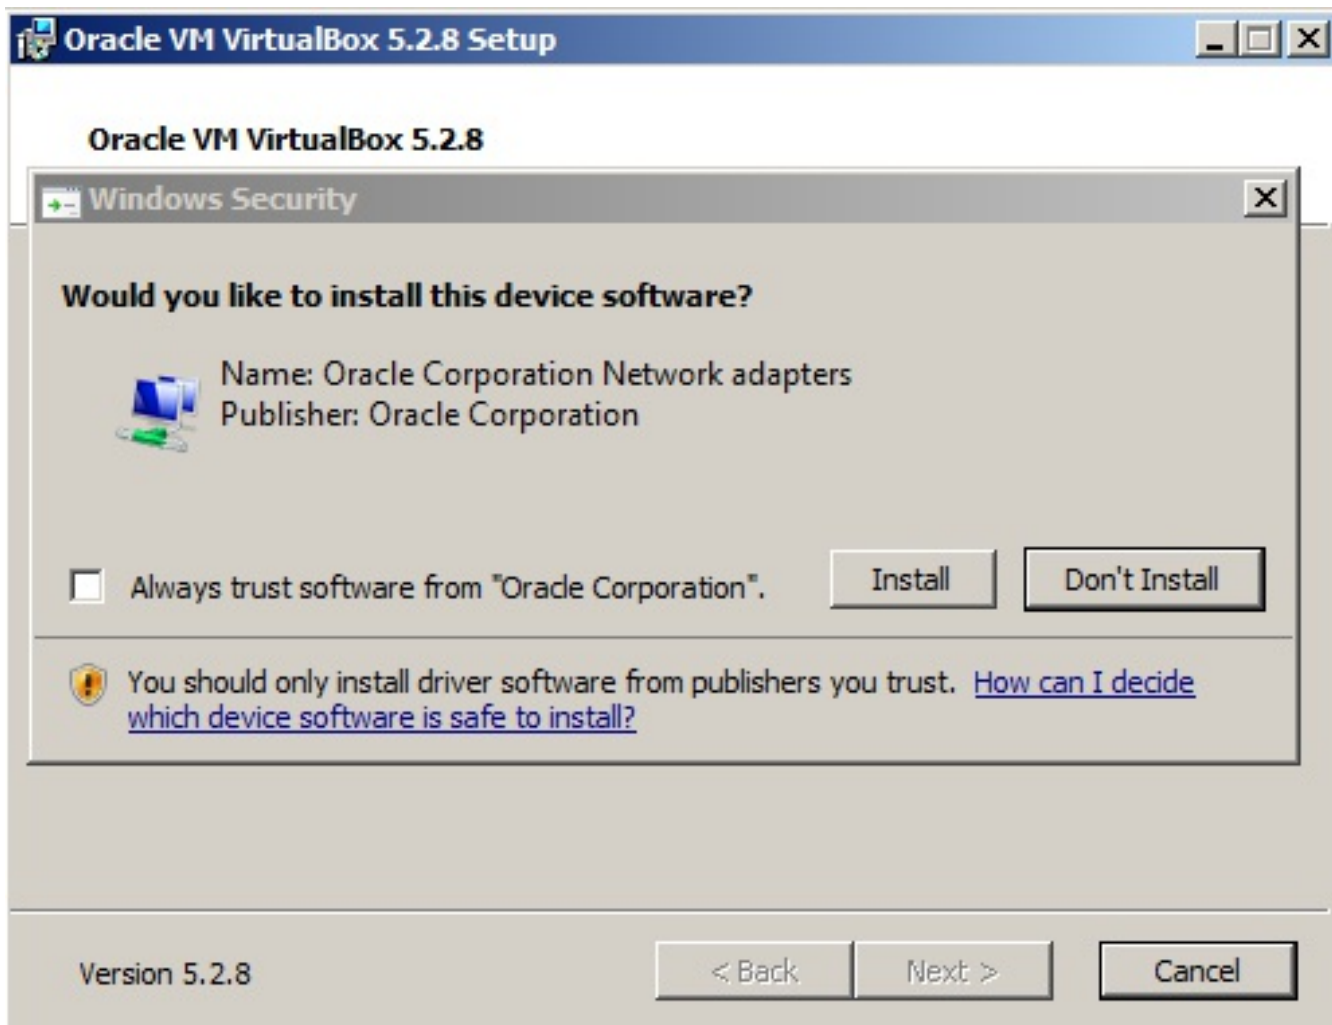 Oracle VM VirtualBox 5.2.8 Setup
Oracle VM VirtualBox 5.2.8
Windows Security
Would you like to install this device software?
Name: Oracle Corporation Network adapters
Publisher: Oracle Corporation
Always trust software from "Oracle Corporation".
Install
Don't Install
You should only install driver software from publishers you trust. How can I decide
which device software is safe to install?
Version 5.2.8
< Back
Next >
Cancel